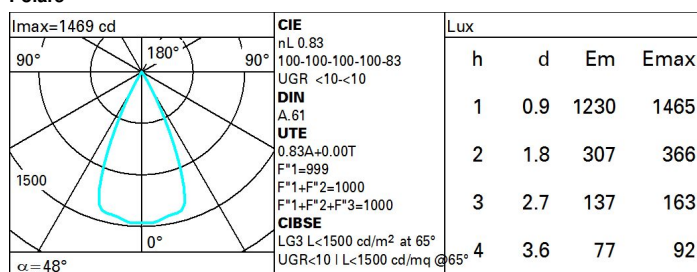 Imax=1469 cd
90°
180°
90°
1500
0°
α=48°
CIE
nL 0.83
100-100-100-100-83
UGR <10-<10
DIN
A.61
UTE
0.83A+0.00T
F"1=999
F"1+F"2=1000
F"1+F"2+F"3=1000
CIBSE
LG3 L<1500 cd/m² at 65°
UGR<10 | L<1500 cd/mq @65°
Lux
h d Em Emax
1 0.9 1230 1465
2 1.8 307 366
3 2.7 137 163
4 3.6 77 92